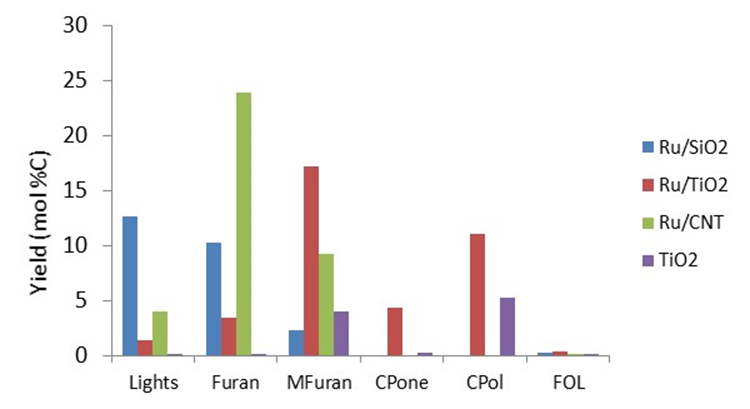 30
25
20
15
10
5
0
Yield (mol %C)
Lights Furan MFuran CPone CPol FOL
Ru/SiO2
Ru/TiO2
Ru/CNT
TiO2